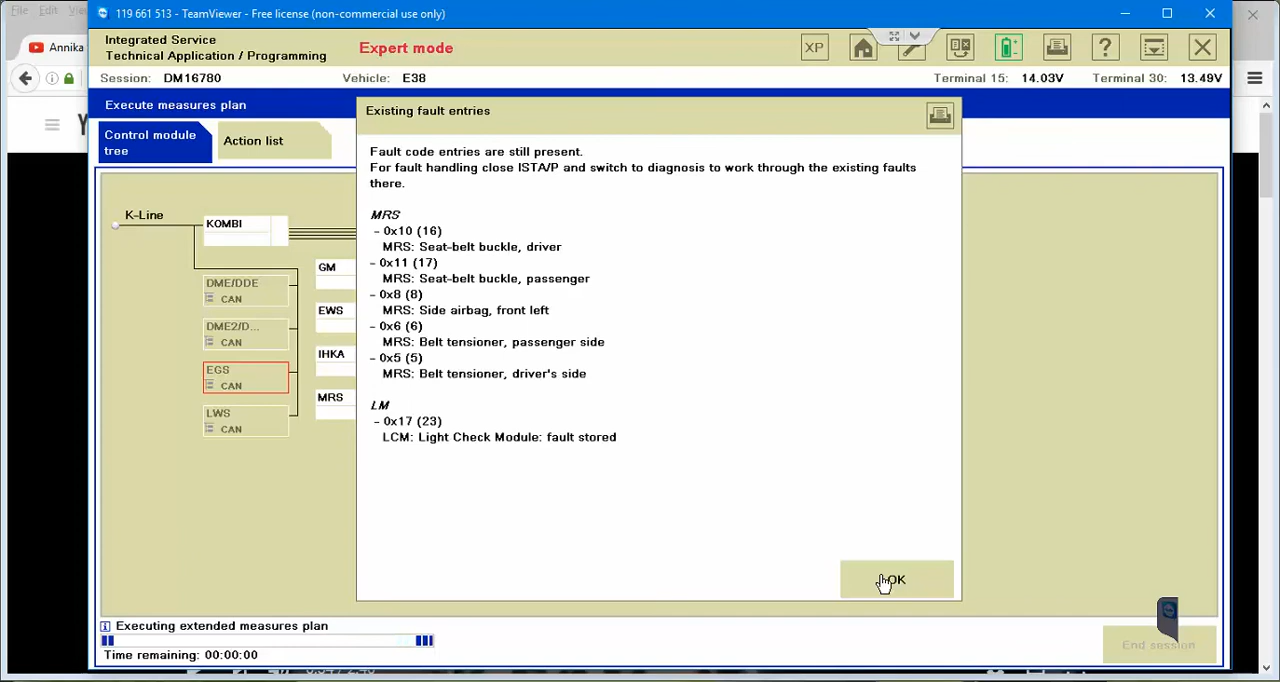 File Edit
119 661 513 - TeamViewer - Free license (non-commercial use only)
Annika
Integrated Service
Technical Application / Programming
Expert mode
XP
?
Session: DM16780
Vehicle: E38
Terminal 15: 14.03V
Terminal 30: 13.49V
Execute measures plan
Control module
tree
Action list
K-Line
KOMBI
DME/DDE
CAN
DME2/D...
CAN
EGS
CAN
LWS
CAN
GM
EWS
IHKA
MRS
Existing fault entries
Fault code entries are still present.
For fault handling close ISTA/P and switch to diagnosis to work through the existing faults
there.
MRS
- 0x10 (16)
MRS: Seat-belt buckle, driver
- 0x11 (17)
MRS: Seat-belt buckle, passenger
- 0x8 (8)
MRS: Side airbag, front left
- 0x6 (6)
MRS: Belt tensioner, passenger side
- 0x5 (5)
MRS: Belt tensioner, driver's side
LM
- 0x17 (23)
LCM: Light Check Module: fault stored
OK
Executing extended measures plan
Time remaining: 00:00:00
End session